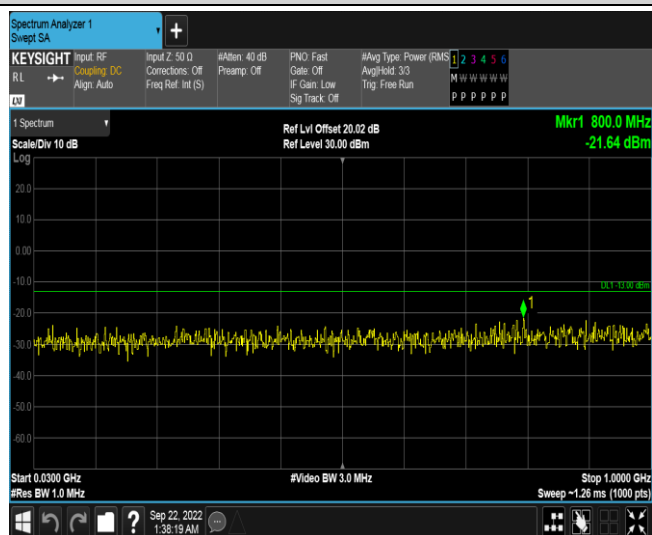 Spectrum Analyzer 1
Swept SA
+
KEYSIGHT
RL
LXI
Input: RF
Coupling: DC
Align: Auto
Input Z: 50 Ω
Corrections: Off
Freq Ref: Int (S)
#Atten: 40 dB
Preamp: Off
PNO: Fast
Gate: Off
IF Gain: Low
Sig Track: Off
#Avg Type: Power (RMS
Avg|Hold: 3/3
Trig: Free Run
1 2 3 4 5 6
M W W W W W
P P P P P P
1 Spectrum
Scale/Div 10 dB
Ref Lvl Offset 20.02 dB
Ref Level 30.00 dBm
Mkr1 800.0 MHz
-21.64 dBm
Log
20.0
10.0
0.00
-10.0
DL1 -13.00 dBm
1
-20.0
-30.0
-40.0
-50.0
-60.0
Start 0.0300 GHz
#Video BW 3.0 MHz
Stop 1.0000 GHz
#Res BW 1.0 MHz
Sweep ~1.26 ms (1000 pts)
?
Sep 22, 2022
1:38:19 AM